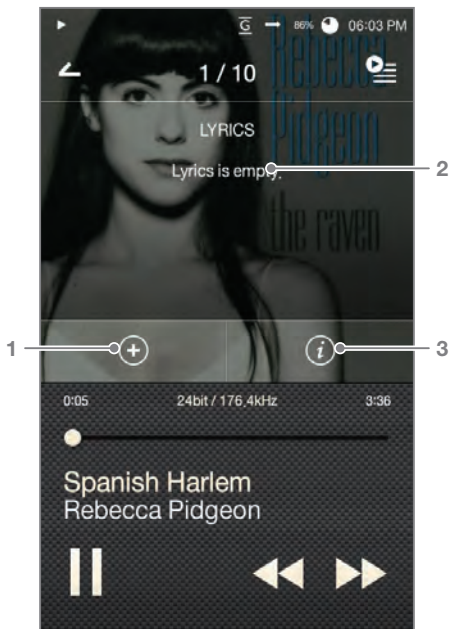 G 86% 06:03 PM
1 / 10
Rebecca
Pidgeon
the raven
LYRICS
Lyrics is empty.
2
1
3
0:05 24bit / 176.4kHz 3:36
Spanish Harlem
Rebecca Pidgeon